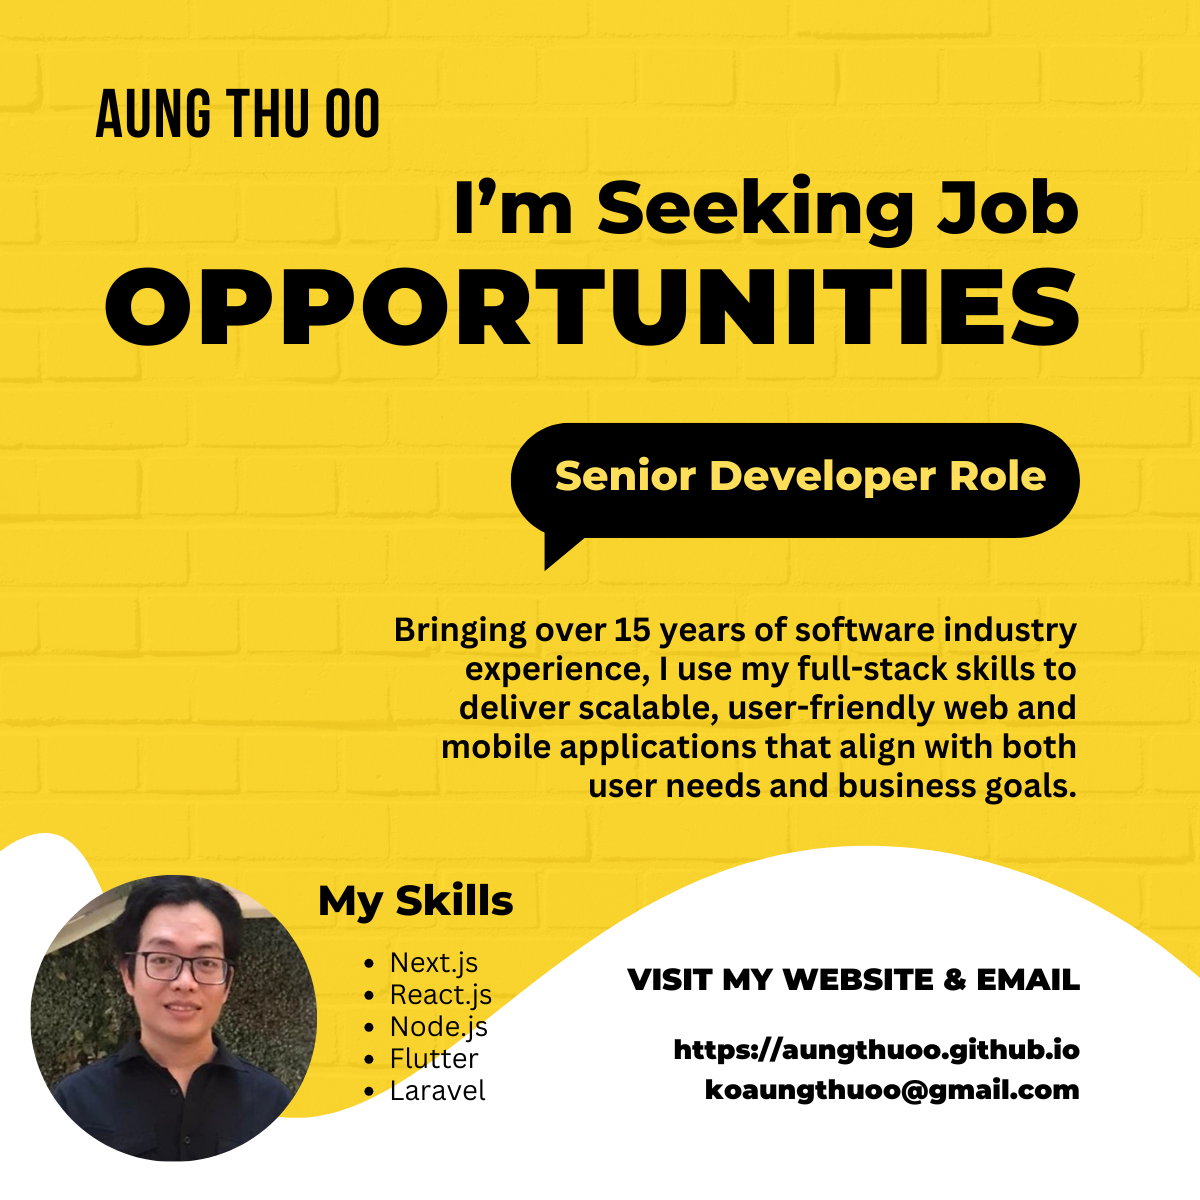 AUNG THU OO
I’m Seeking Job
OPPORTUNITIES
Senior Developer Role
Bringing over 15 years of software industry
experience, I use my full-stack skills to
deliver scalable, user-friendly web and
mobile applications that align with both
user needs and business goals.
My Skills
• Next.js
• React.js
• Node.js
• Flutter
• Laravel
VISIT MY WEBSITE & EMAIL
https://aungthuoo.github.io
koaungthuoo@gmail.com